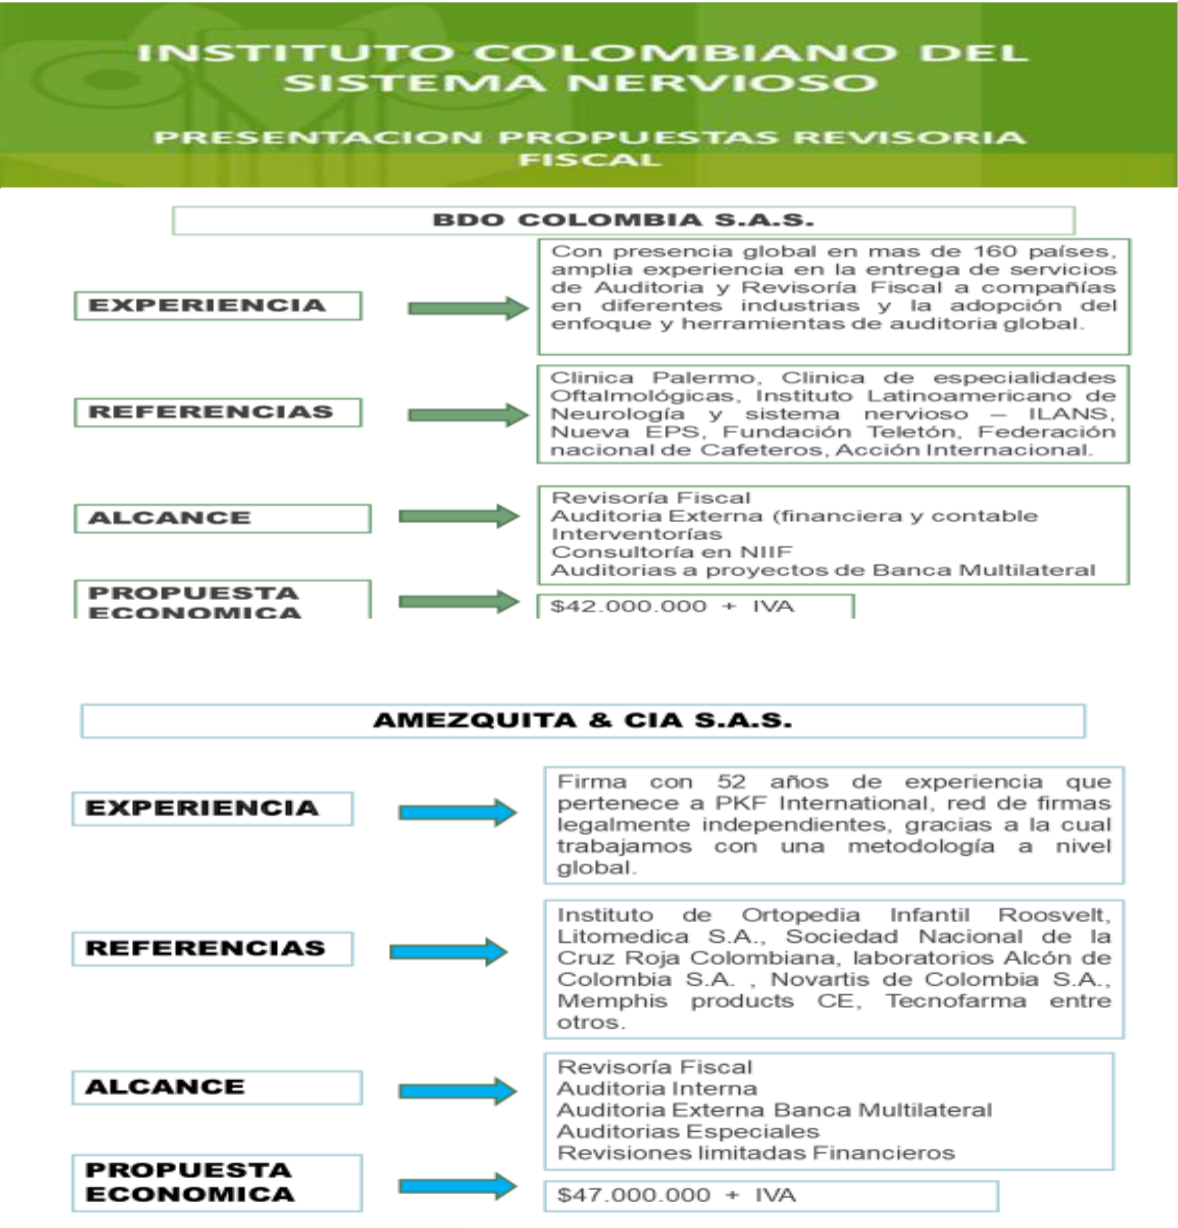 INSTITUTO COLOMBIANO DEL
SISTEMA NERVIOSO
PRESENTACION PROPUESTAS REVISORIA
FISCAL
BDO COLOMBIA S.A.S.
EXPERIENCIA
Con presencia global en mas de 160 países,
amplia experiencia en la entrega de servicios
de Auditoria y Revisoría Fiscal a compañías
en diferentes industrias y la adopción del
enfoque y herramientas de auditoria global.
REFERENCIAS
Clinica Palermo, Clinica de especialidades
Oftalmológicas, Instituto Latinoamericano de
Neurología y sistema nervioso – ILANS,
Nueva EPS, Fundación Teletón, Federación
nacional de Cafeteros, Acción Internacional.
ALCANCE
Revisoría Fiscal
Auditoria Externa (financiera y contable
Interventorías
Consultoría en NIIF
Auditorias a proyectos de Banca Multilateral
PROPUESTA
ECONOMICA
$42.000.000 + IVA
AMEZQUITA & CIA S.A.S.
EXPERIENCIA
Firma con 52 años de experiencia que
pertenece a PKF International, red de firmas
legalmente independientes, gracias a la cual
trabajamos con una metodología a nivel
global.
REFERENCIAS
Instituto de Ortopedia Infantil Roosvelt,
Litomedica S.A., Sociedad Nacional de la
Cruz Roja Colombiana, laboratorios Alcón de
Colombia S.A. , Novartis de Colombia S.A.,
Memphis products CE, Tecnofarma entre
otros.
ALCANCE
Revisoría Fiscal
Auditoria Interna
Auditoria Externa Banca Multilateral
Auditorias Especiales
Revisiones limitadas Financieros
PROPUESTA
ECONOMICA
$47.000.000 + IVA